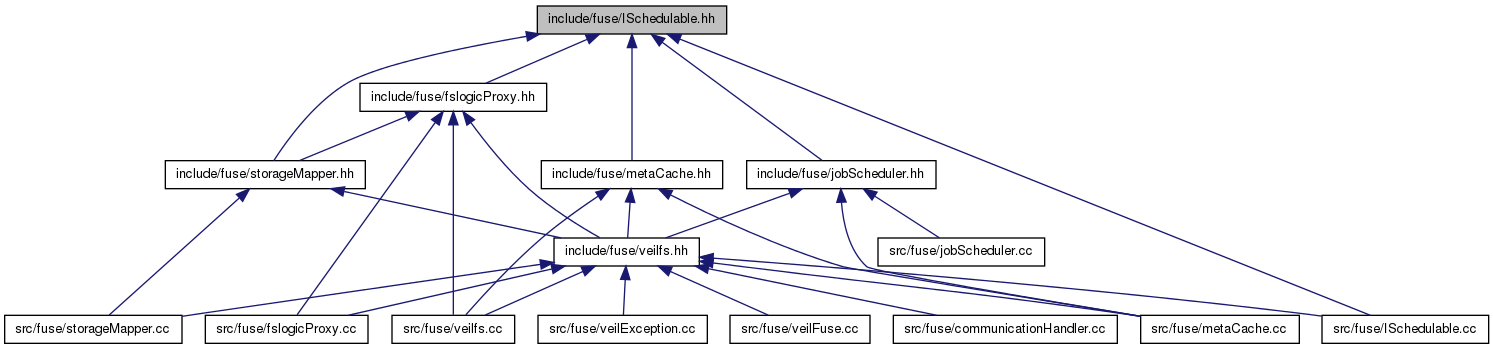 include/fuse/ISchedulable.hh
include/fuse/fslogicProxy.hh
include/fuse/storageMapper.hh
include/fuse/metaCache.hh
include/fuse/jobScheduler.hh
include/fuse/veilfs.hh
src/fuse/jobScheduler.cc
src/fuse/storageMapper.cc
src/fuse/fslogicProxy.cc
src/fuse/veilfs.cc
src/fuse/veilException.cc
src/fuse/veilFuse.cc
src/fuse/communicationHandler.cc
src/fuse/metaCache.cc
src/fuse/ISchedulable.cc